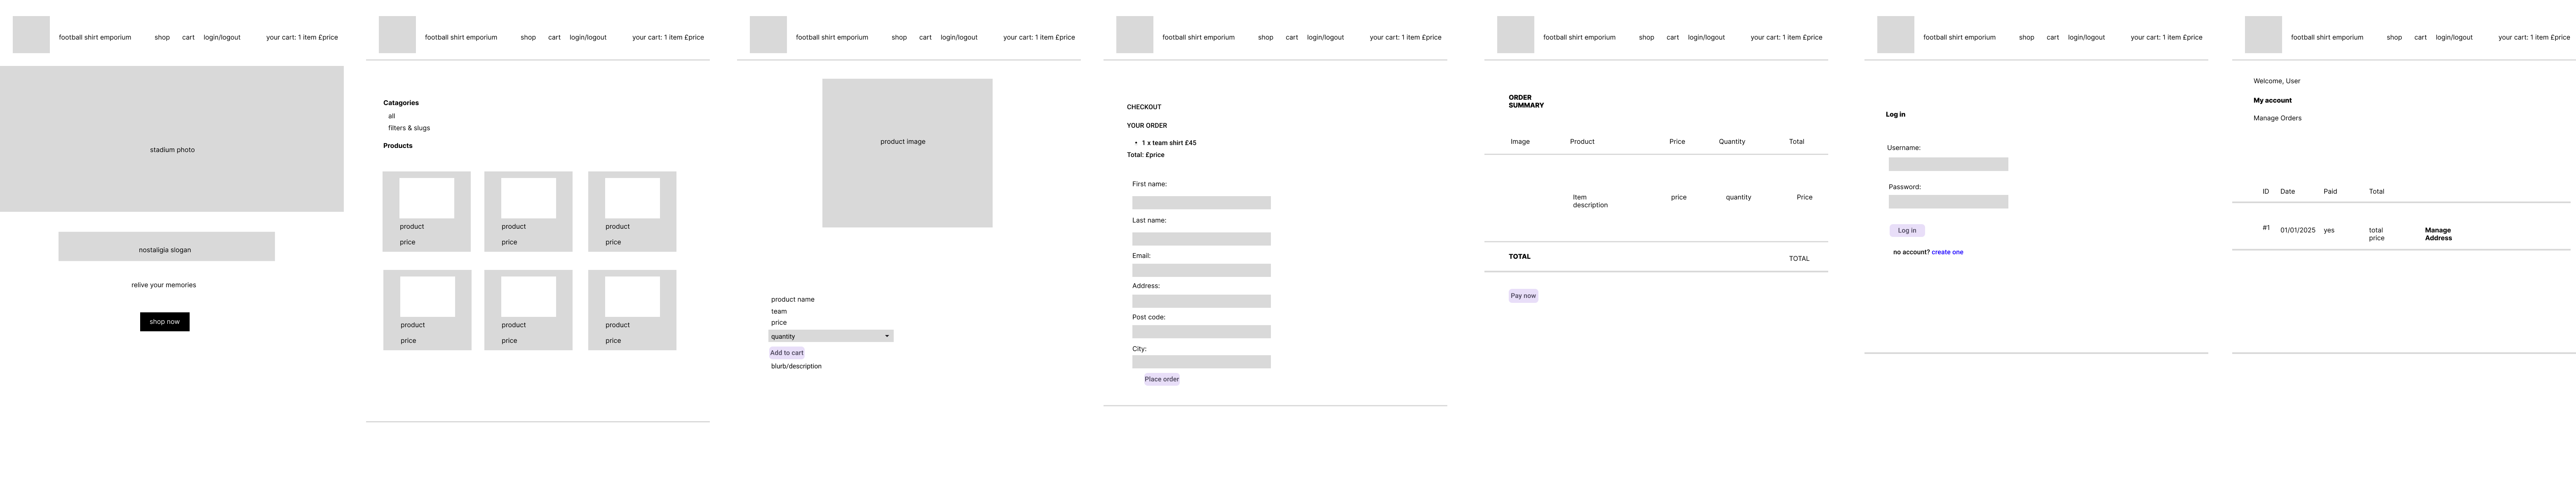 football shirt emporium shop cart login/logout your cart: 1 item £price
stadium photo
nostaligia slogan
relive your memories
shop now
football shirt emporium shop cart login/logout your cart: 1 item £price
Catagories
all
filters & slugs
Products
product product product
price price price
product product product
price price price
football shirt emporium shop cart login/logout your cart: 1 item £price
product image
product name
team
price
quantity
Add to cart
blurb/description
football shirt emporium shop cart login/logout your cart: 1 item £price
CHECKOUT
YOUR ORDER
• 1 x team shirt £45
Total: £price
First name:
Last name:
Email:
Address:
Post code:
City:
Place order
football shirt emporium shop cart login/logout your cart: 1 item £price
ORDER
SUMMARY
Image Product Price Quantity Total
Item price quantity Price
description
TOTAL TOTAL
Pay now
football shirt emporium shop cart login/logout your cart: 1 item £price
Log in
Username:
Password:
Log in
no account? create one
football shirt emporium shop cart login/logout your cart: 1 item £price
Welcome, User
My account
Manage Orders
ID Date Paid Total
#1 01/01/2025 yes total Manage
price Address